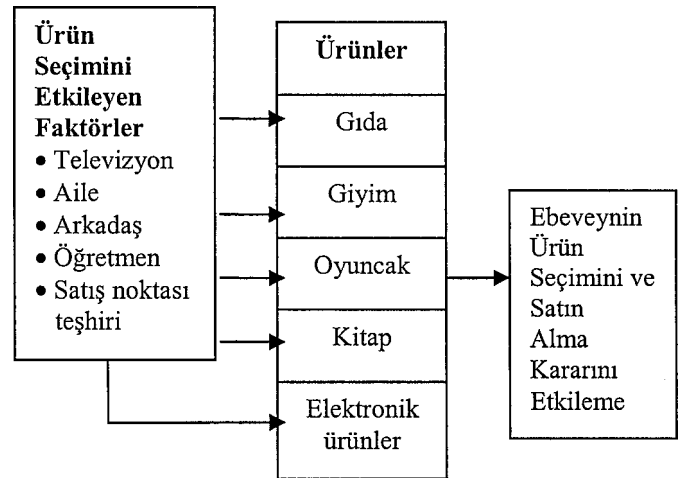 Ürün
Seçimini
Etkileyen
Faktörler
• Televizyon
• Aile
• Arkadaş
• Öğretmen
• Satış noktası
teşhiri
Ürünler
Gıda
Giyim
Oyuncak
Kitap
Elektronik
ürünler
Ebeveynin
Ürün
Seçimini ve
Satın
Alma
Kararını
Etkileme